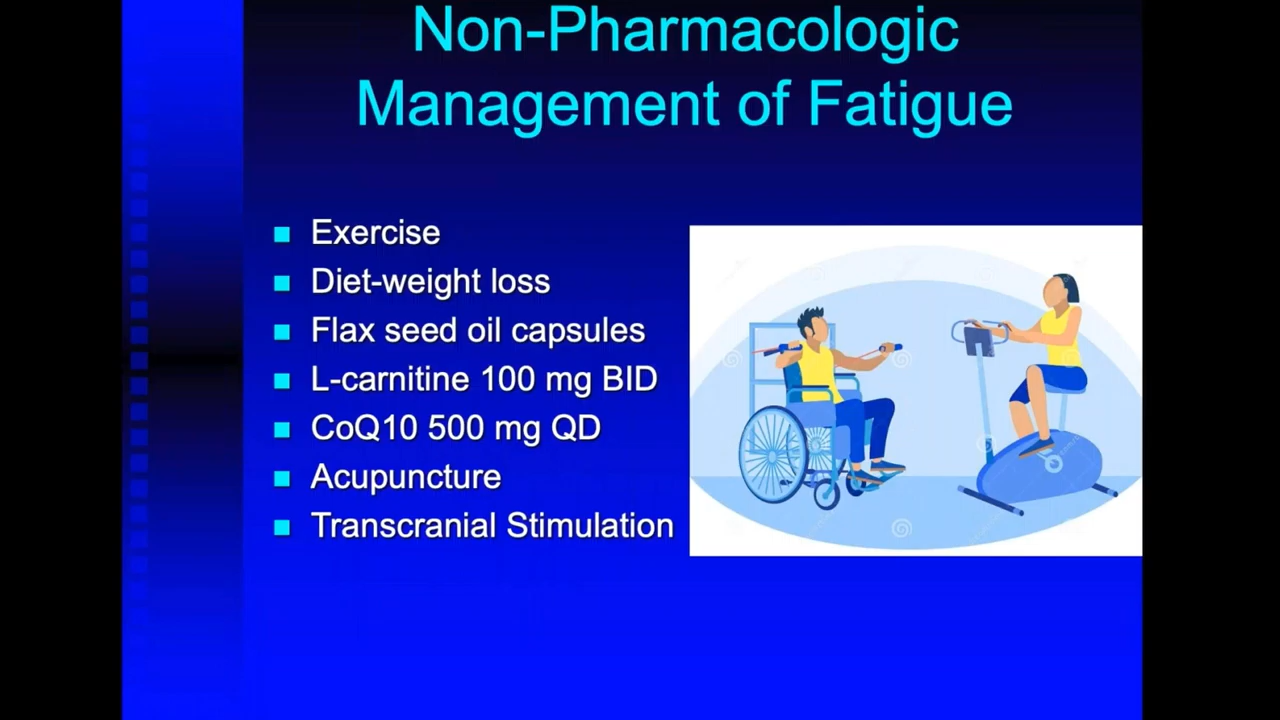 Non-Pharmacologic
Management of Fatigue
Exercise
Diet-weight loss
Flax seed oil capsules
L-carnitine 100 mg BID
CoQ10 500 mg QD
Acupuncture
Transcranial Stimulation